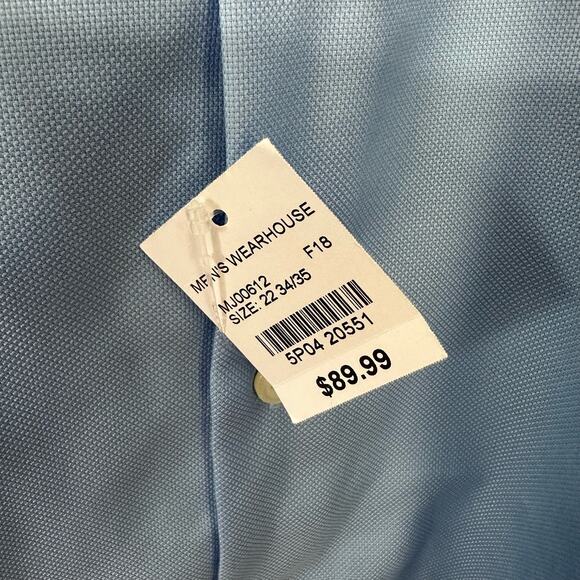 MEN'S WEARHOUSE
F18
MJ00612
SIZE: 22 34/35
5P04 20551
$89.99